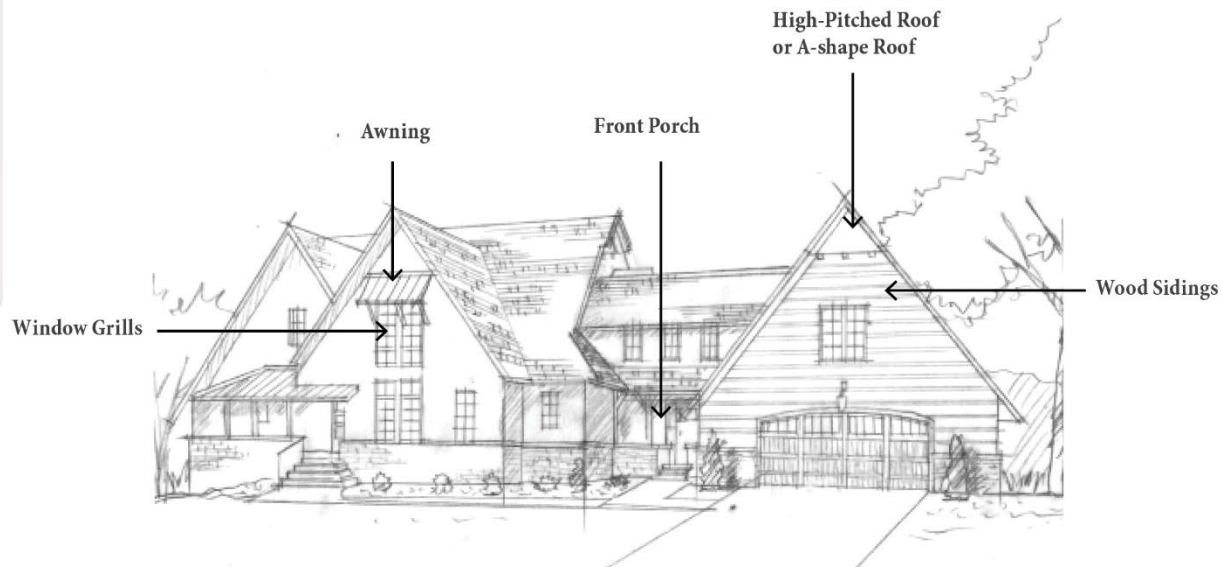 High-Pitched Roof
or A-shape Roof
Awning
Front Porch
Wood Sidings
Window Grills